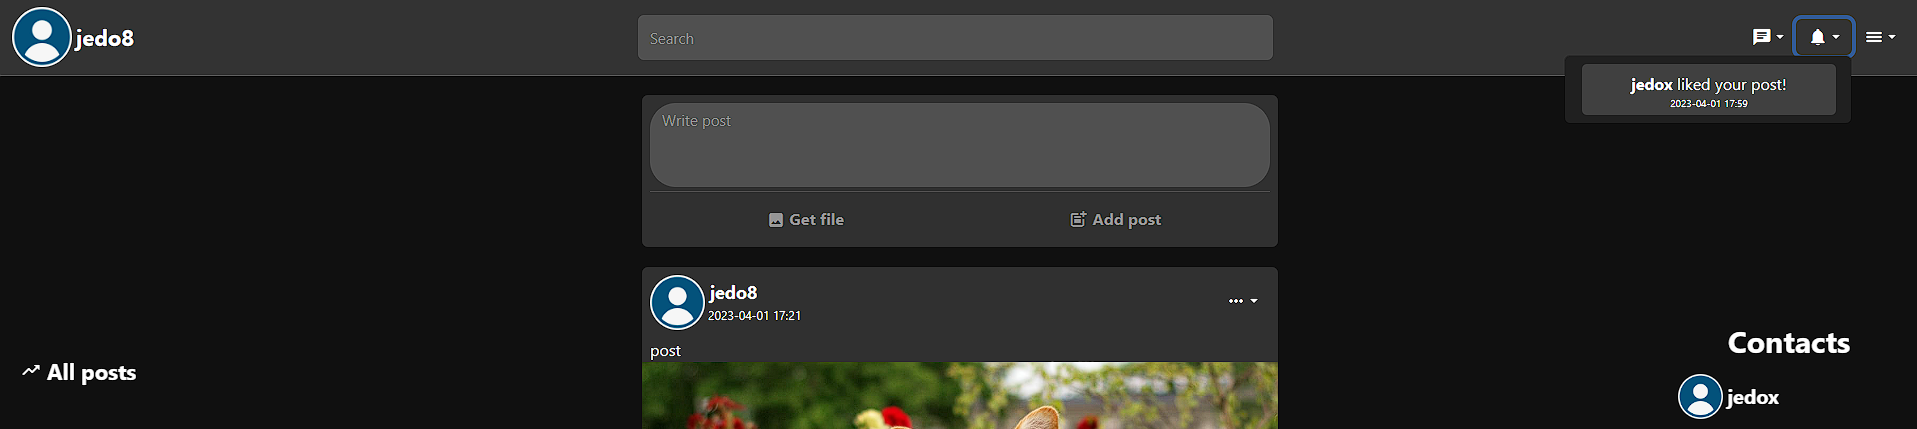 jedo8
Search
jedox liked your post!
2023-04-01 17:59
Write post
Get file
Add post
jedo8
2023-04-01 17:21
post
All posts
Contacts
jedox